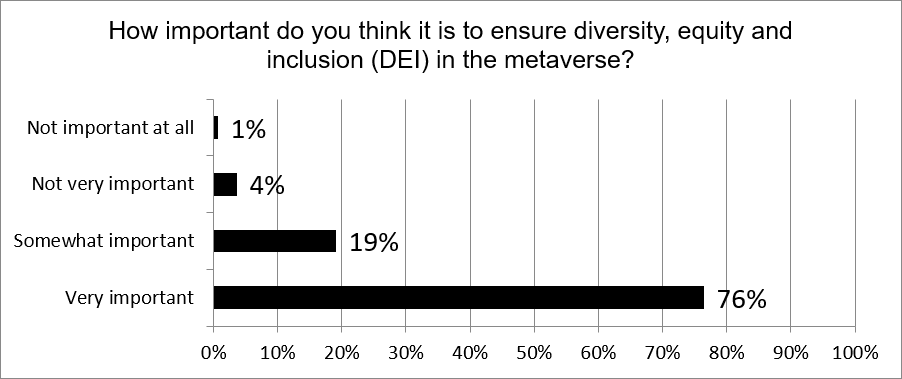 How important do you think it is to ensure diversity, equity and
inclusion (DEI) in the metaverse?
Not important at all 1%
Not very important 4%
Somewhat important 19%
Very important 76%
0% 10% 20% 30% 40% 50% 60% 70% 80% 90% 100%